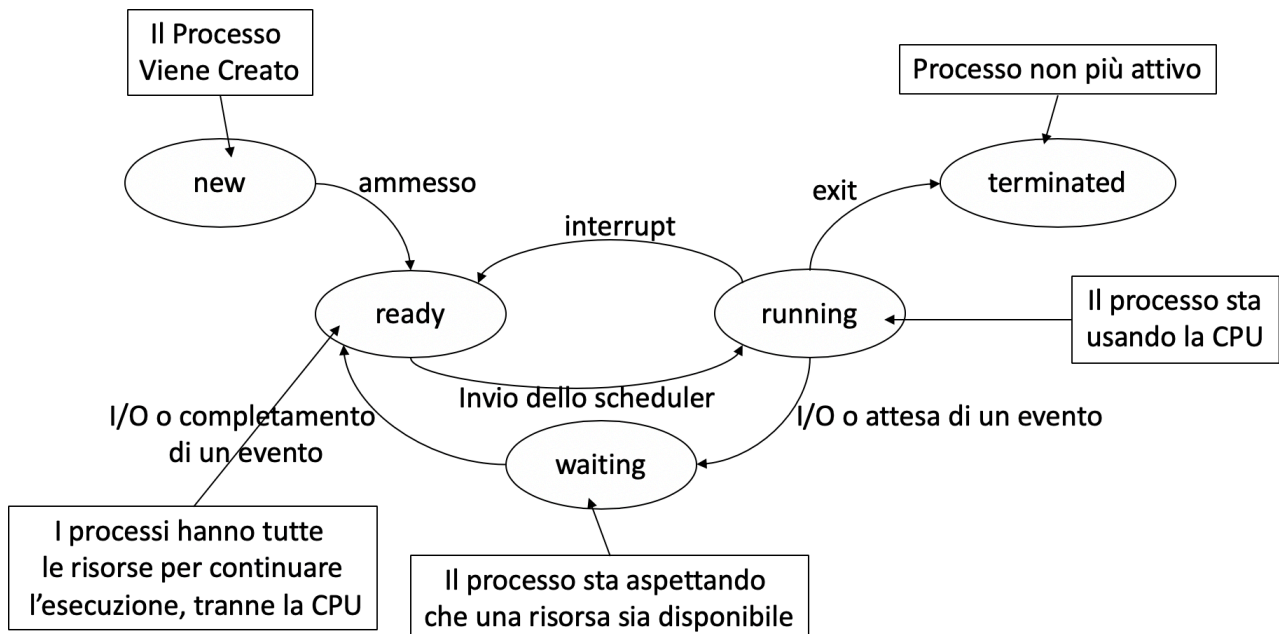 Il Processo
Viene Creato
Processo non più attivo
new
ammesso
exit
terminated
interrupt
ready
running
Il processo sta
usando la CPU
Invio dello scheduler
I/O o completamento
di un evento
I/O o attesa di un evento
waiting
I processi hanno tutte
le risorse per continuare
l’esecuzione, tranne la CPU
Il processo sta aspettando
che una risorsa sia disponibile